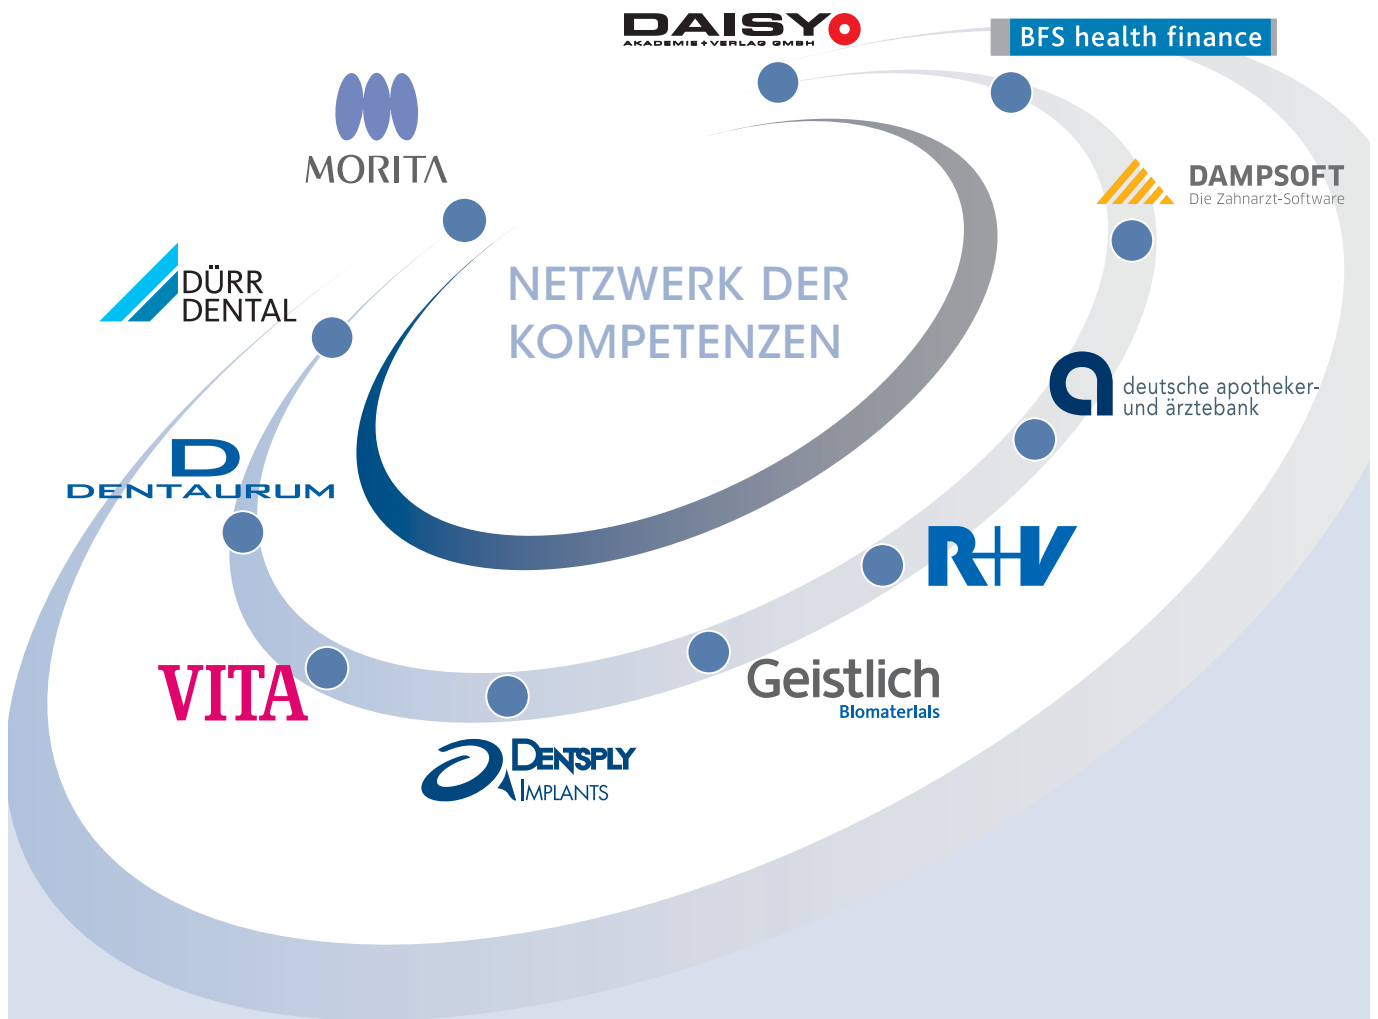 DAISY
AKADEMIE+VERLAG GMBH
BFS health finance
MORITA
DAMPSOFT
Die Zahnarzt-Software
DÜRR
DENTAL
NETZWERK DER
KOMPETENZEN
deutsche apotheker-
und ärztebank
D
DENTAURUM
R+V
VITA
Geistlich
Biomaterials
DENTSPLY
IMPLANTS